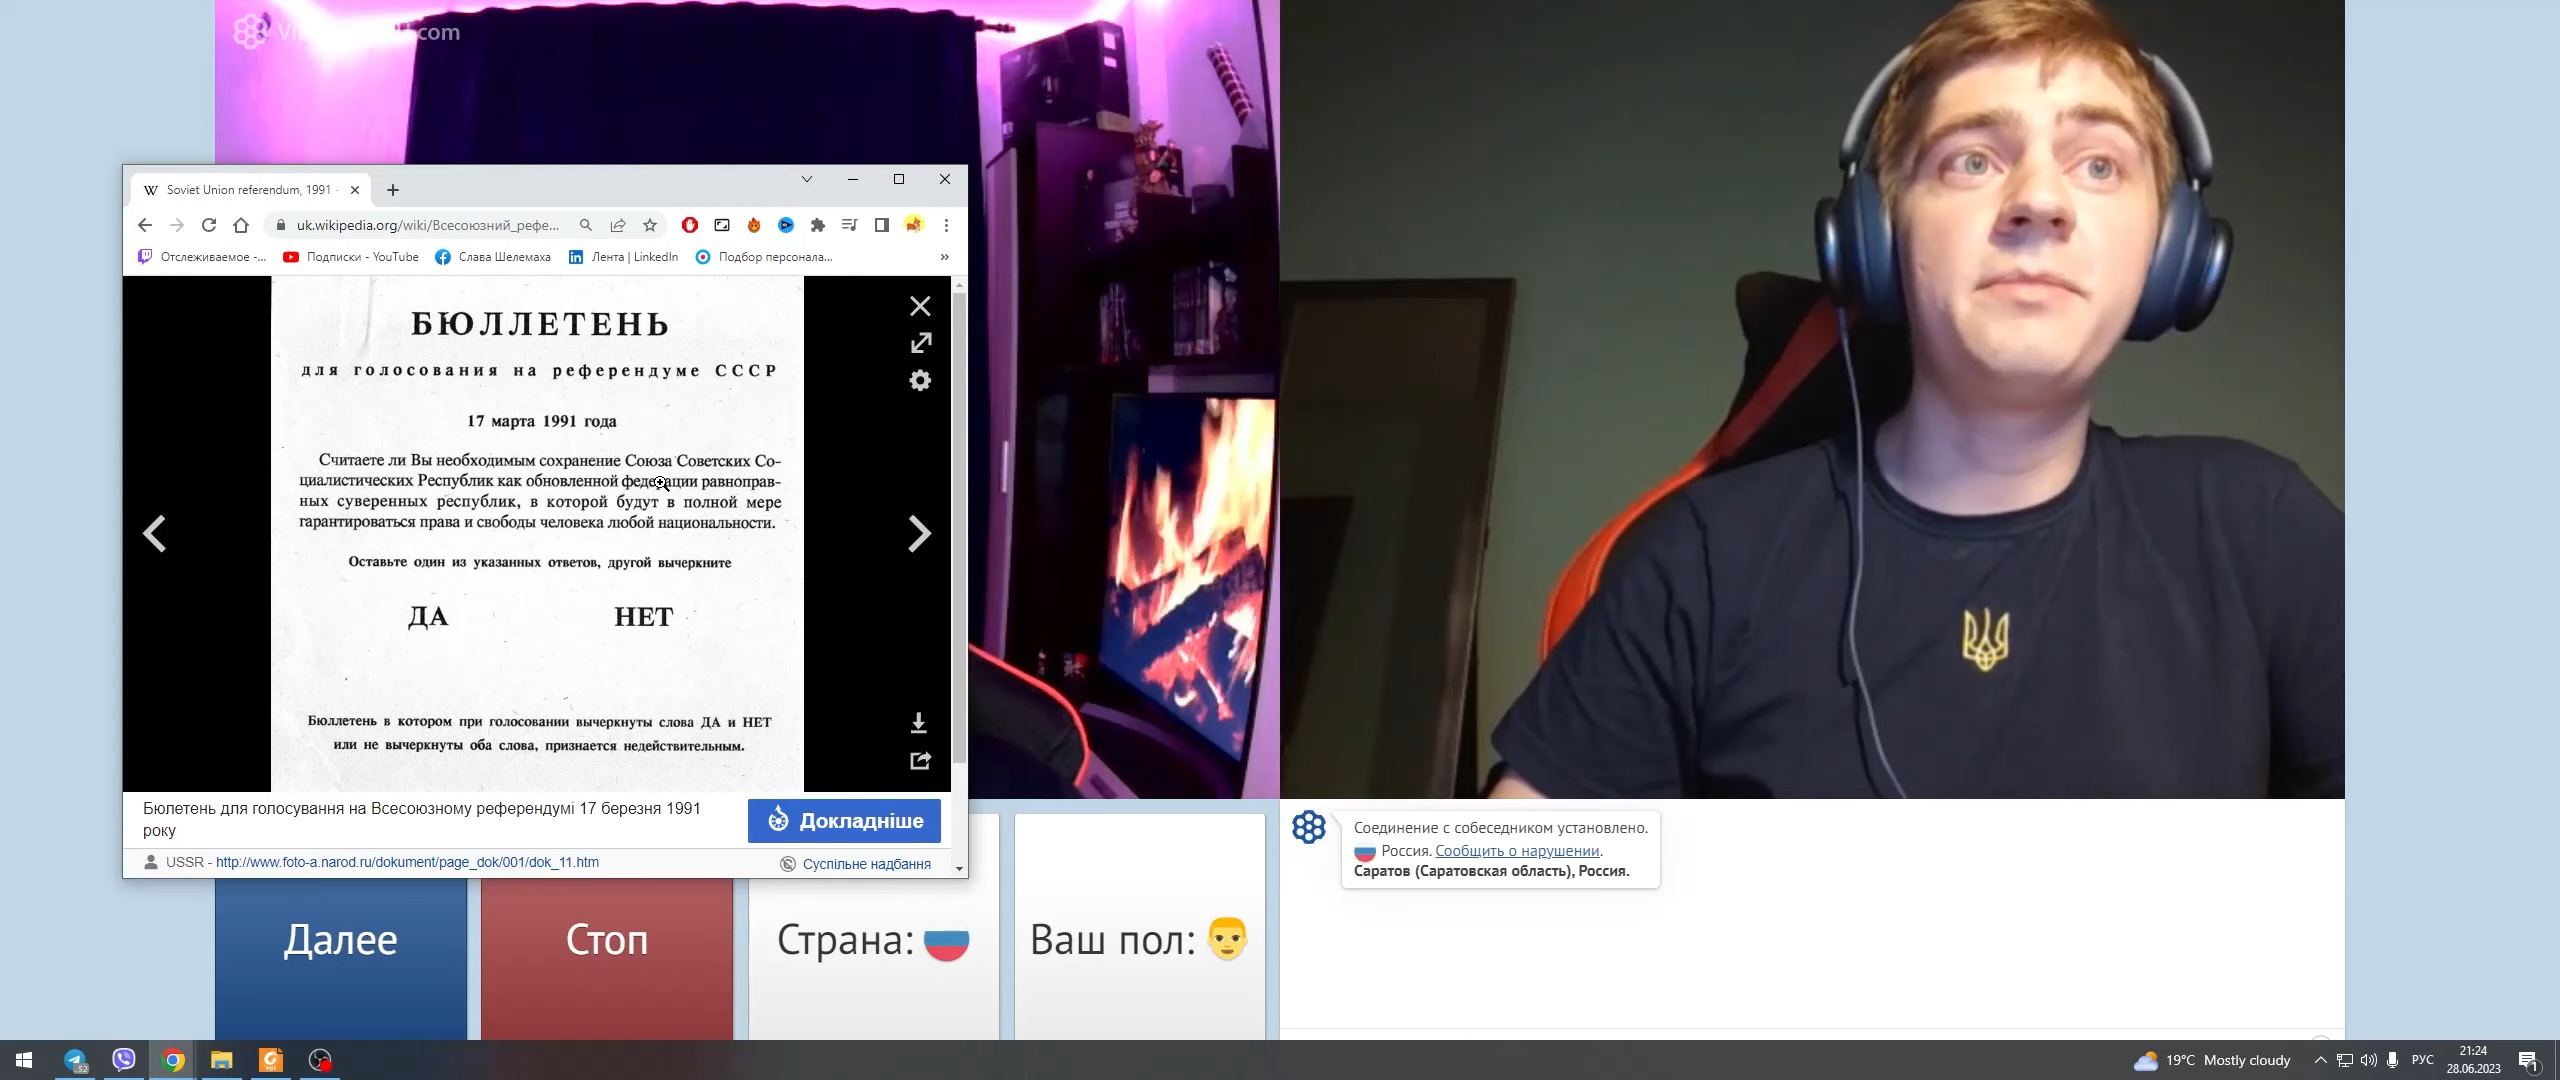 .com
Soviet Union referendum, 1991 -
uk.wikipedia.org/wiki/Всесоюзний_рефе...
Отслеживаемое -...
Подписки - YouTube
Слава Шелемаха
Лента | LinkedIn
Подбор персонала...
»
БЮЛЛЕТЕНЬ
для голосования на референдуме СССР
17 марта 1991 года
Считаете ли Вы необходимым сохранение Союза Советских Со-
циалистических Республик как обновленной федерации равноправ-
ных суверенных республик, в которой будут в полной мере
гарантироваться права и свободы человека любой национальности.
Оставьте один из указанных ответов, другой вычеркните
ДА НЕТ
Бюллетень в котором при голосовании вычеркнуты слова ДА и НЕТ
или не вычеркнуты оба слова, признается недействительным.
Бюлетень для голосування на Всесоюзному референдумі 17 березня 1991
року
Докладніше
USSR - http://www.foto-a.narod.ru/dokument/page_dok/001/dok_11.htm
Суспільне надбання
Соединение с собеседником установлено.
Россия. Сообщить о нарушении.
Саратов (Саратовская область), Россия.
Далее
Стоп
Страна:
Ваш пол:
19°C Mostly cloudy
РУС
21:24
28.06.2023